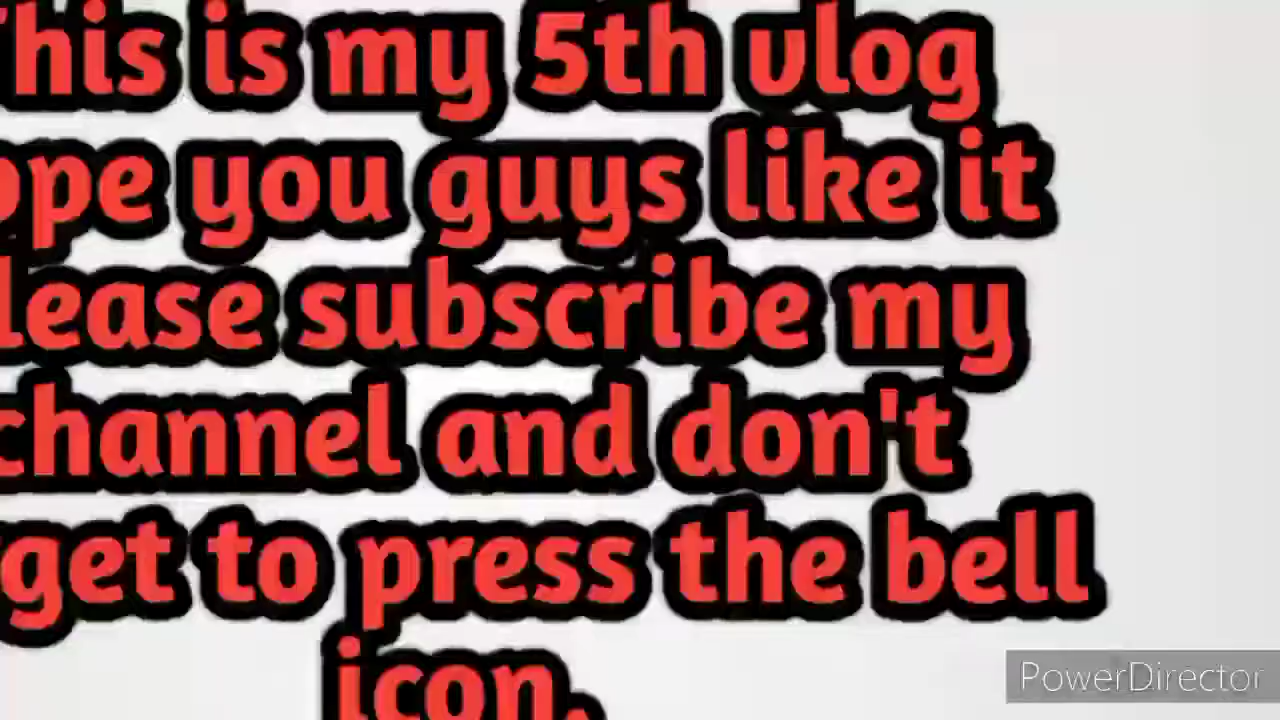 This is my 5th vlog
ope you guys like it
lease subscribe my
channel and don't
get to press the bell
icon.
PowerDirector